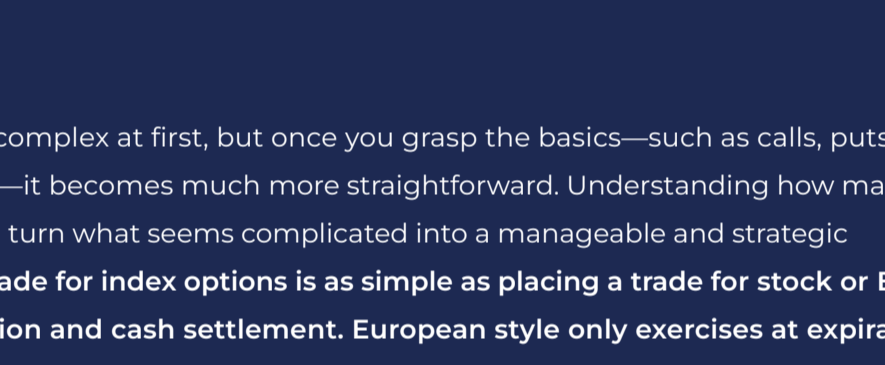 complex at first, but once you grasp the basics—such as calls, puts
—it becomes much more straightforward. Understanding how ma
turn what seems complicated into a manageable and strategic
ade for index options is as simple as placing a trade for stock or E
ion and cash settlement. European style only exercises at expira